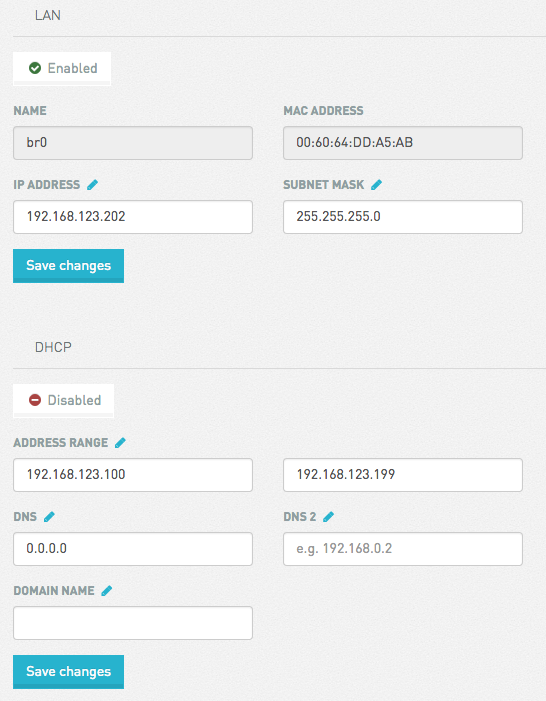 LAN
Enabled
NAME
MAC ADDRESS
br0
00:60:64:DD:A5:AB
IP ADDRESS
SUBNET MASK
192.168.123.202
255.255.255.0
Save changes
DHCP
Disabled
ADDRESS RANGE
192.168.123.100
192.168.123.199
DNS
DNS 2
0.0.0.0
e.g. 192.168.0.2
DOMAIN NAME
Save changes